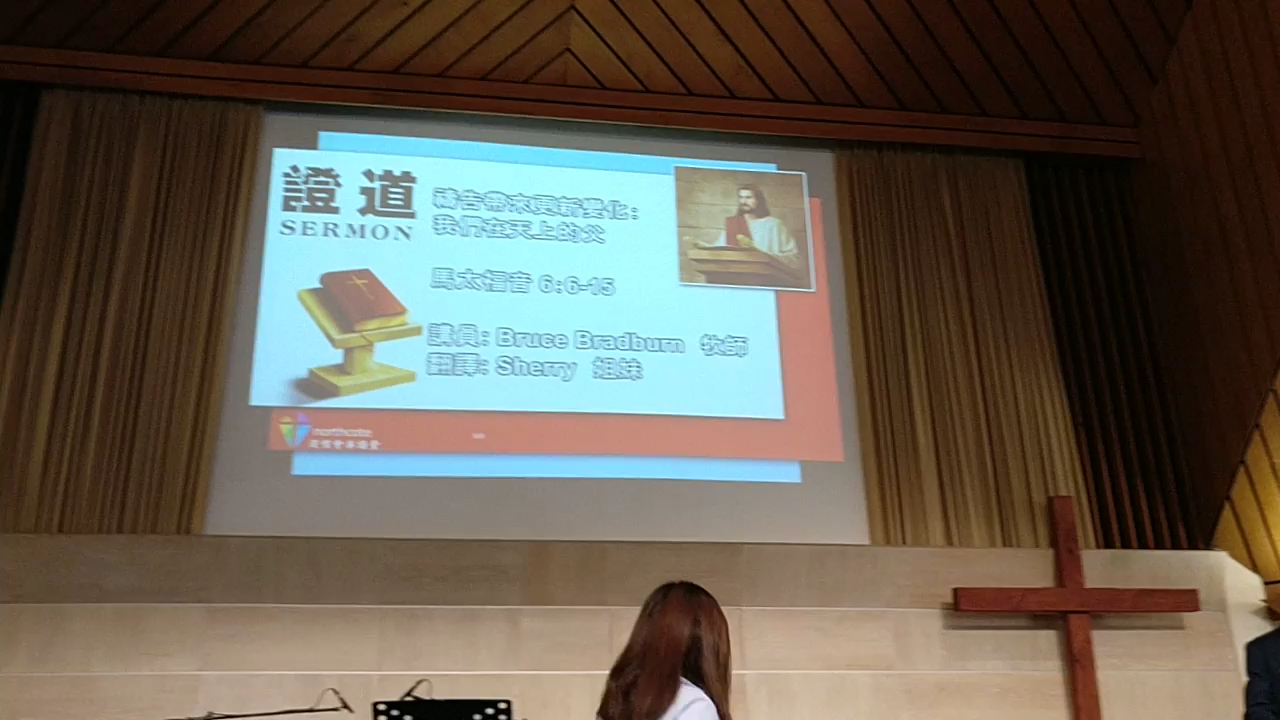 證道
SERMON
禱告帶來更新變化:
我們在天上的父
馬太福音 6:6-15
講員: Bruce Bradburn 牧師
翻譯: Sherry 姐妹
northgate